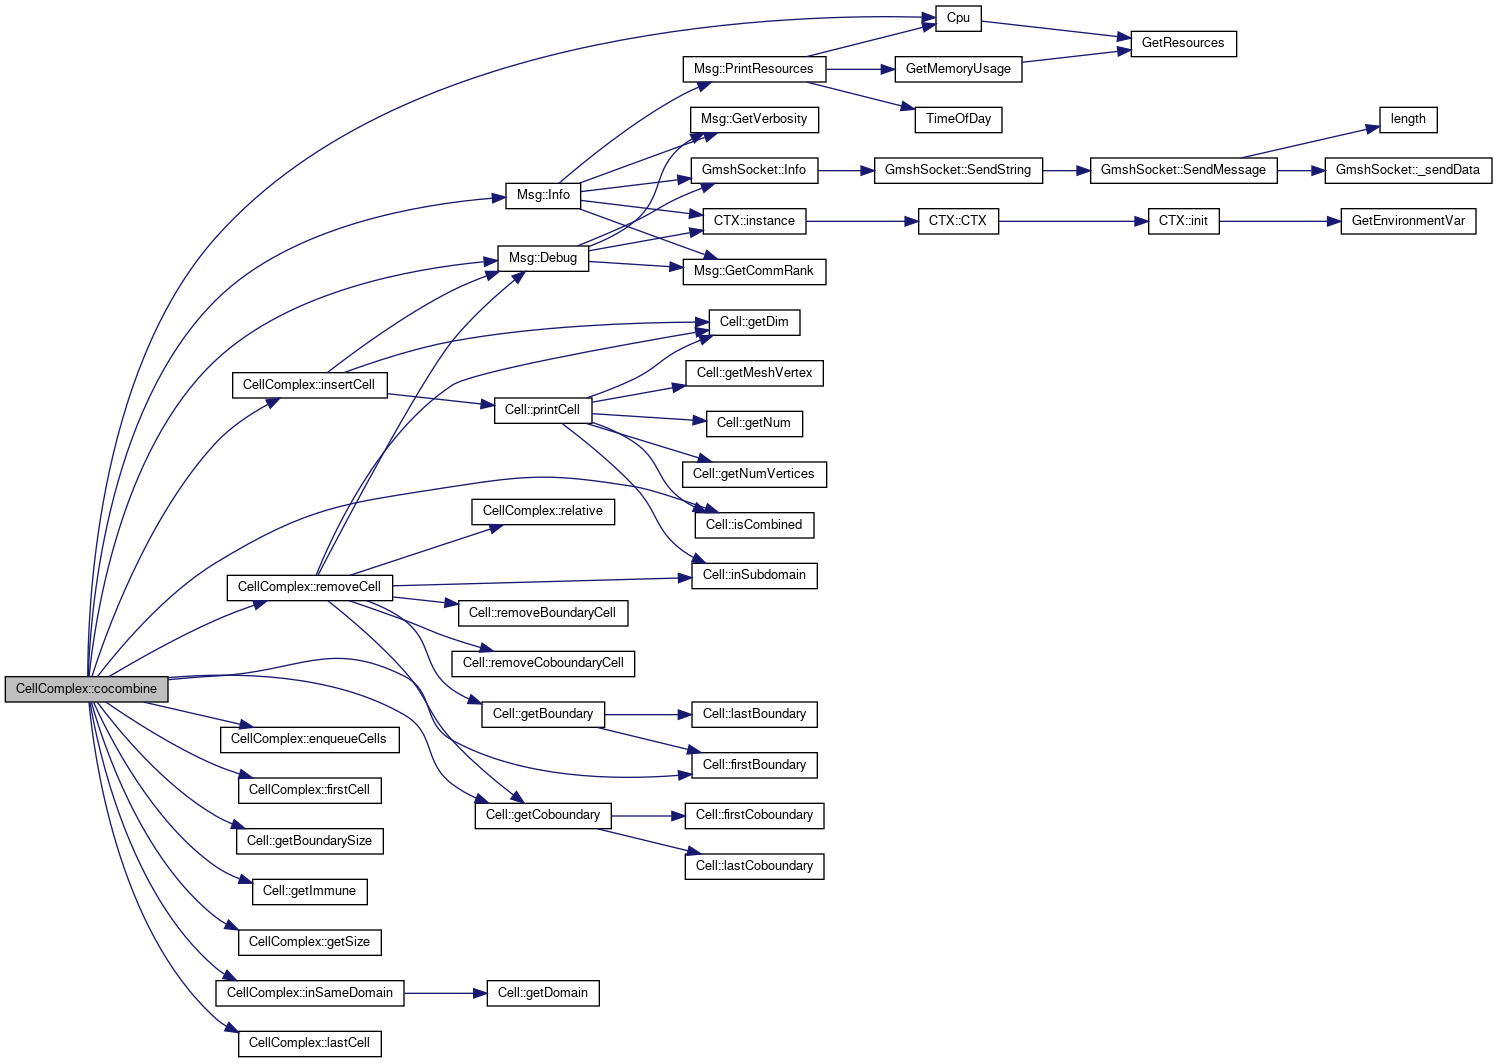 Cpu
GetResources
Msg::PrintResources
GetMemoryUsage
Msg::GetVerbosity
TimeOfDay
length
GmshSocket::Info
GmshSocket::SendString
GmshSocket::SendMessage
GmshSocket::_sendData
Msg::Info
CTX::instance
CTX::CTX
CTX::init
GetEnvironmentVar
Msg::Debug
Msg::GetCommRank
Cell::getDim
CellComplex::insertCell
Cell::getMeshVertex
Cell::printCell
Cell::getNum
Cell::getNumVertices
CellComplex::relative
Cell::isCombined
CellComplex::removeCell
Cell::inSubdomain
Cell::removeBoundaryCell
Cell::removeCoboundaryCell
CellComplex::cocombine
Cell::getBoundary
Cell::lastBoundary
CellComplex::enqueueCells
Cell::firstBoundary
CellComplex::firstCell
Cell::getCoboundary
Cell::firstCoboundary
Cell::getBoundarySize
Cell::lastCoboundary
Cell::getImmune
CellComplex::getSize
CellComplex::inSameDomain
Cell::getDomain
CellComplex::lastCell